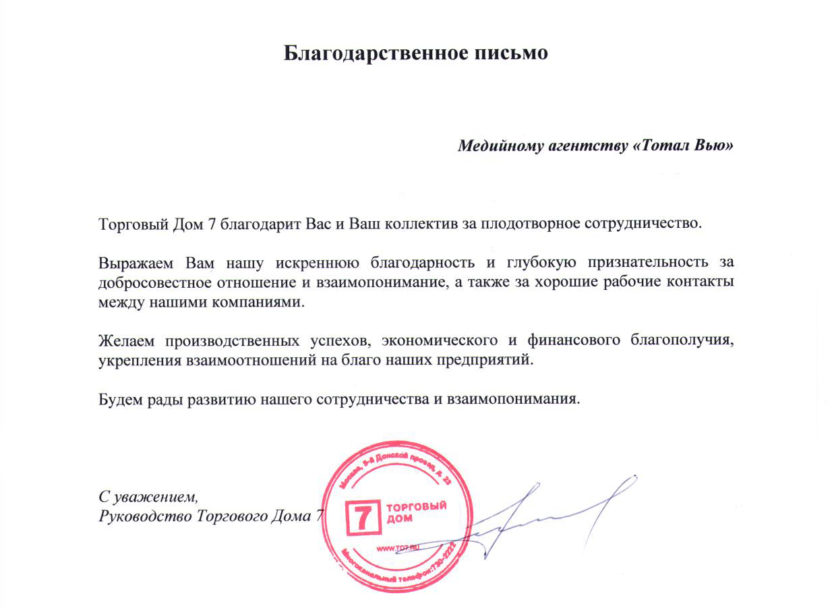 Благодарственное письмо
Медийному агентству «Тотал Вью»
Торговый Дом 7 благодарит Вас и Ваш коллектив за плодотворное сотрудничество.
Выражаем Вам нашу искреннюю благодарность и глубокую признательность за
добросовестное отношение и взаимопонимание, а также за хорошие рабочие контакты
между нашими компаниями.
Желаем производственных успехов, экономического и финансового благополучия,
укрепления взаимоотношений на благо наших предприятий.
Будем рады развитию нашего сотрудничества и взаимопонимания.
С уважением,
Руководство Торгового Дома 7
Москва, 5-й Донской проезд, д. 23
7 ТОРГОВЫЙ
ДОМ
www.TD7.RU
Многоканальный телефон:730-2222